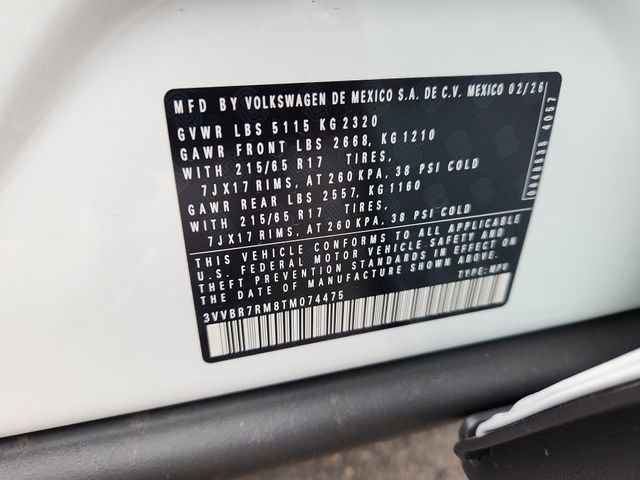 MFD BY VOLKSWAGEN DE MEXICO S.A. DE C.V. MEXICO 02/26
GVWR LBS 5115 KG 2320
GAWR FRONT LBS 2668, KG 1210
WITH 215/65 R17 TIRES,
7JX17 RIMS, AT 260 KPA, 38 PSI COLD
GAWR REAR LBS 2557, KG 1160
WITH 215/65 R17 TIRES,
7JX17 RIMS, AT 260 KPA, 38 PSI COLD
THIS VEHICLE CONFORMS TO ALL APPLICABLE
U.S. FEDERAL MOTOR VEHICLE SAFETY AND
THEFT PREVENTION STANDARDS IN EFFECT ON
DATE OF MANUFACTURE SHOWN ABOVE.
TYPE: MPV
3VVBR7RM8TM074475
4057